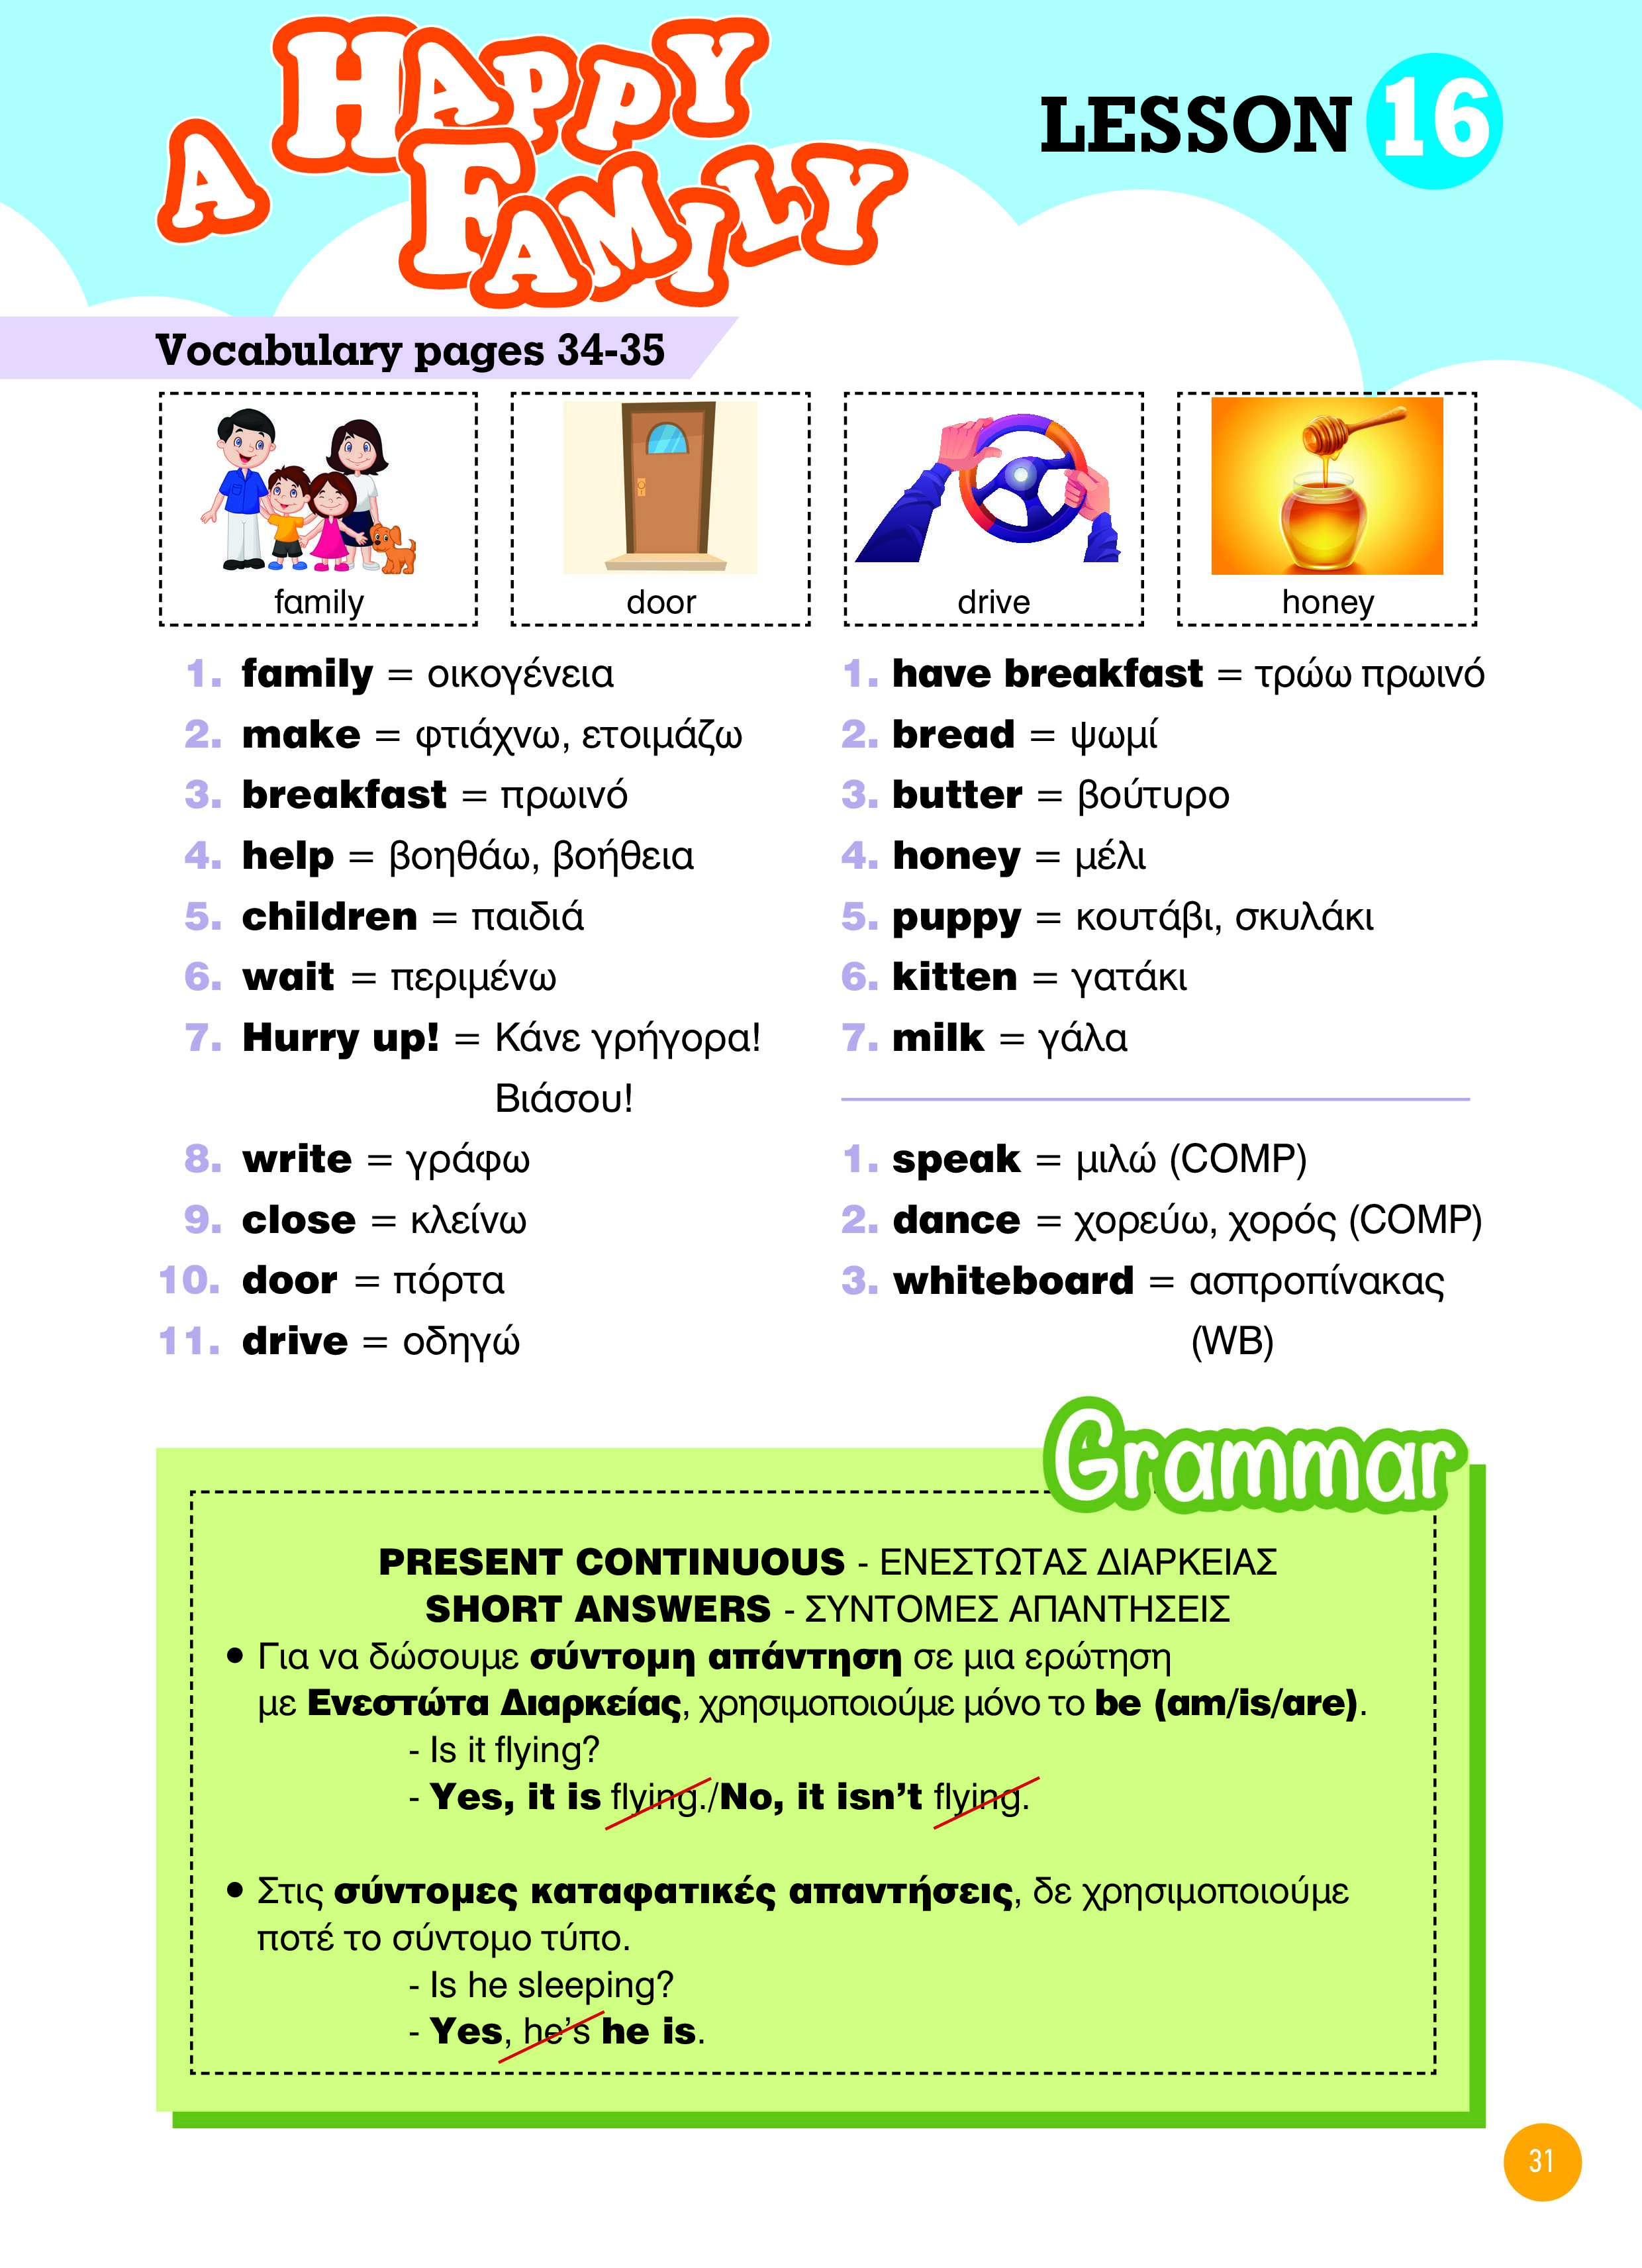 A HAPPY FAMILY
LESSON 16
Vocabulary pages 34-35
family
door
drive
honey
1. family = οικογένεια
2. make = φτιάχνω, ετοιμάζω
3. breakfast = πρωινό
4. help = βοηθάω, βοήθεια
5. children = παιδιά
6. wait = περιμένω
7. Hurry up! = Κάνε γρήγορα!
Βιάσου!
8. write = γράφω
9. close = κλείνω
10. door = πόρτα
11. drive = οδηγώ
1. have breakfast = τρώω πρωινό
2. bread = ψωμί
3. butter = βούτυρο
4. honey = μέλι
5. puppy = κουτάβι, σκυλάκι
6. kitten = γατάκι
7. milk = γάλα
1. speak = μιλώ (COMP)
2. dance = χορεύω, χορός (COMP)
3. whiteboard = ασπροπίνακας
(WB)
Grammar
PRESENT CONTINUOUS - ΕΝΕΣΤΩΤΑΣ ΔΙΑΡΚΕΙΑΣ
SHORT ANSWERS - ΣΥΝΤΟΜΕΣ ΑΠΑΝΤΗΣΕΙΣ
• Για να δώσουμε σύντομη απάντηση σε μια ερώτηση
με Ενεστώτα Διαρκείας, χρησιμοποιούμε μόνο το be (am/is/are).
- Is it flying?
- Yes, it is flying./No, it isn't flying.
• Στις σύντομες καταφατικές απαντήσεις, δε χρησιμοποιούμε
ποτέ το σύντομο τύπο.
- Is he sleeping?
- Yes, he's he is.
31